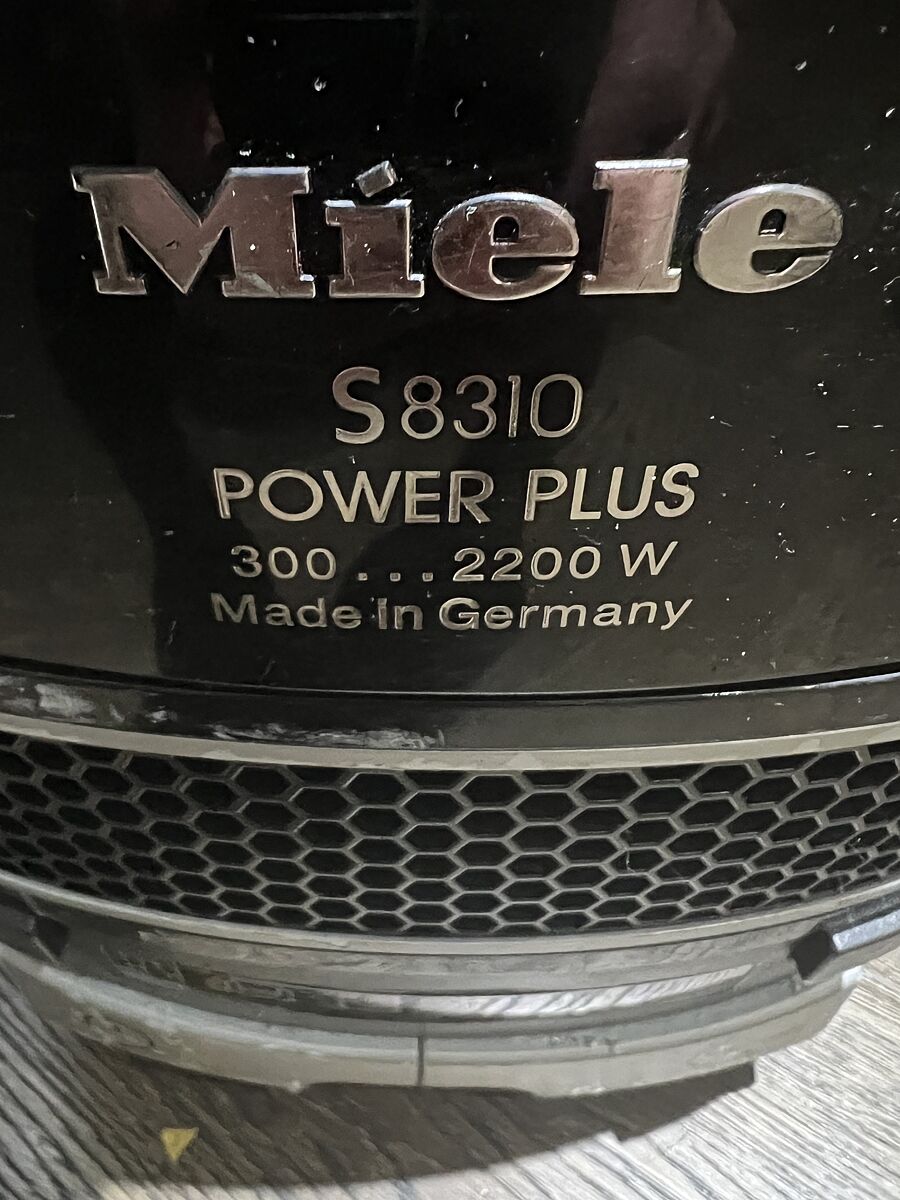 Miele
S8310
POWER PLUS
300 ... 2200 W
Made in Germany